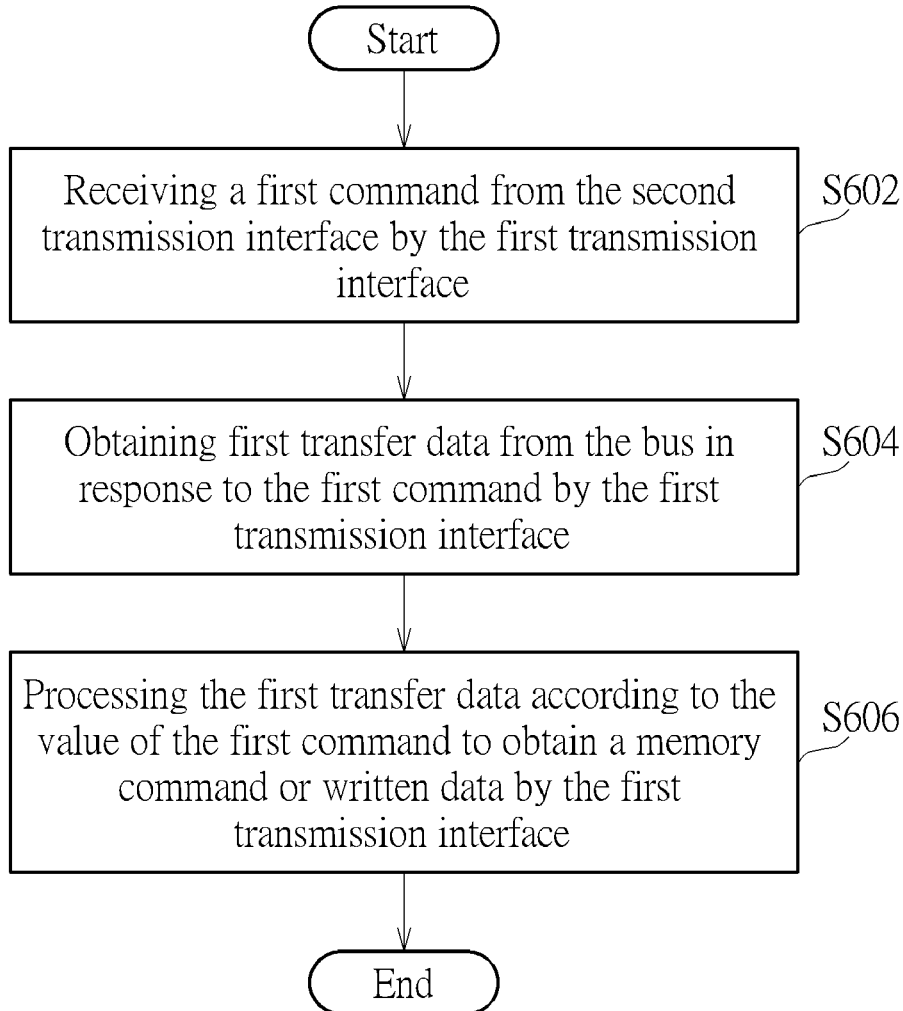 Start
Receiving a first command from the second
transmission interface by the first transmission
interface
S602
Obtaining first transfer data from the bus in
response to the first command by the first
transmission interface
S604
Processing the first transfer data according to the
value of the first command to obtain a memory
command or written data by the first
transmission interface
S606
End